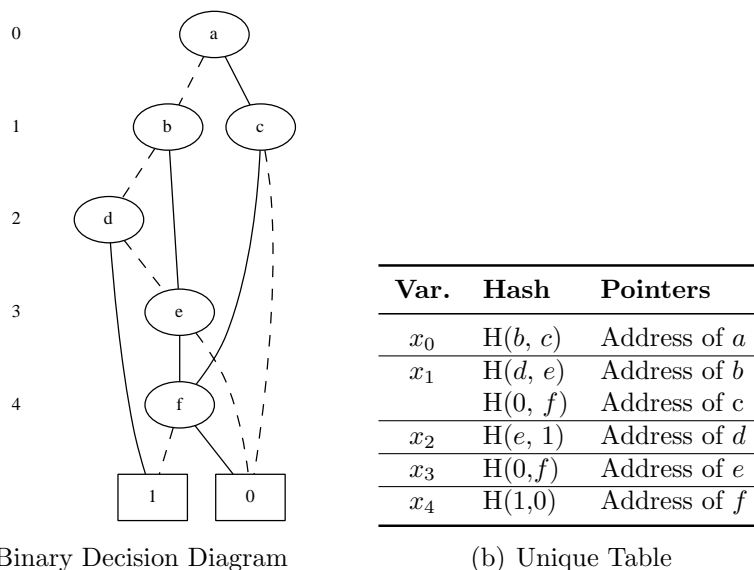 0
a
1
b
c
2
d
3
e
4
f
1
0
Binary Decision Diagram
Var. Hash Pointers
x₀ H(b, c) Address of a
x₁ H(d, e) Address of b
H(0, f) Address of c
x₂ H(e, 1) Address of d
x₃ H(0,f) Address of e
x₄ H(1,0) Address of f
(b) Unique Table